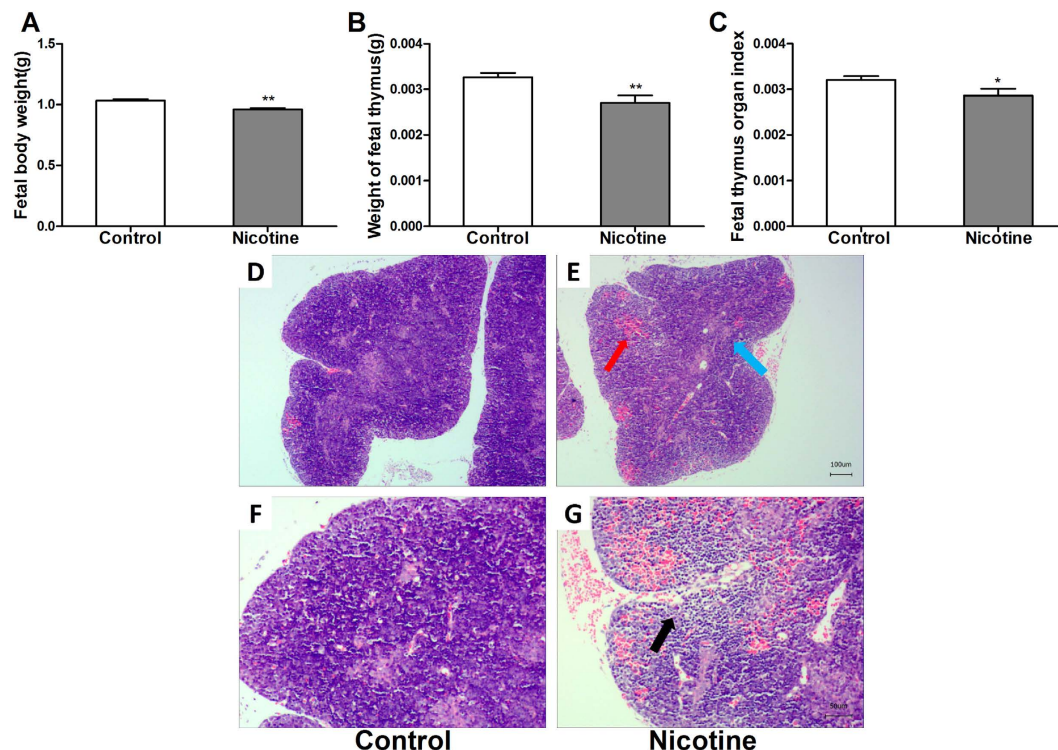 A
Fetal body weight(g)
1.5
1.0
0.5
0.0
**
Control
Nicotine
B
Weight of fetal thymus(g)
0.004
0.003
0.002
0.001
0.000
**
Control
Nicotine
C
Fetal thymus organ index
0.004
0.003
0.002
0.001
0.000
*
Control
Nicotine
D
E
100um
F
G
50um
Control
Nicotine